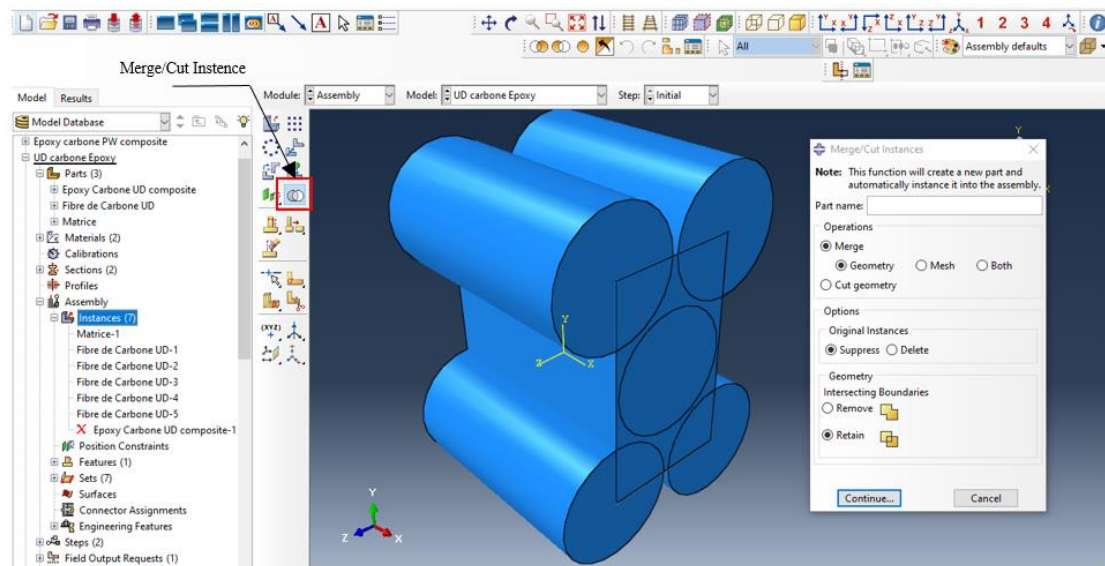 A
1 2 3 4
All
Assembly defaults
Merge/Cut Instence
Model Results
Module: Assembly Model: UD carbone Epoxy Step: Initial
Model Database
Epoxy carbone PW composite
UD carbone Epoxy
Parts (3)
Epoxy Carbone UD composite
Fibre de Carbone UD
Matrice
Materials (2)
Calibrations
Sections (2)
Profiles
Assembly
Instances (7)
Matrice-1
Fibre de Carbone UD-1
Fibre de Carbone UD-2
Fibre de Carbone UD-3
Fibre de Carbone UD-4
Fibre de Carbone UD-5
Epoxy Carbone UD composite-1
Position Constraints
Features (1)
Sets (7)
Surfaces
Connector Assignments
Engineering Features
Steps (2)
Field Output Requests (1)
(XYZ)
Y
Z X
Y
Z X
Y
Merge/Cut Instances
Note: This function will create a new part and
automatically instance it into the assembly.
Part name:
Operations
Merge
Geometry Mesh Both
Cut geometry
Options
Original Instances
Suppress Delete
Geometry
Intersecting Boundaries
Remove
Retain
Continue... Cancel